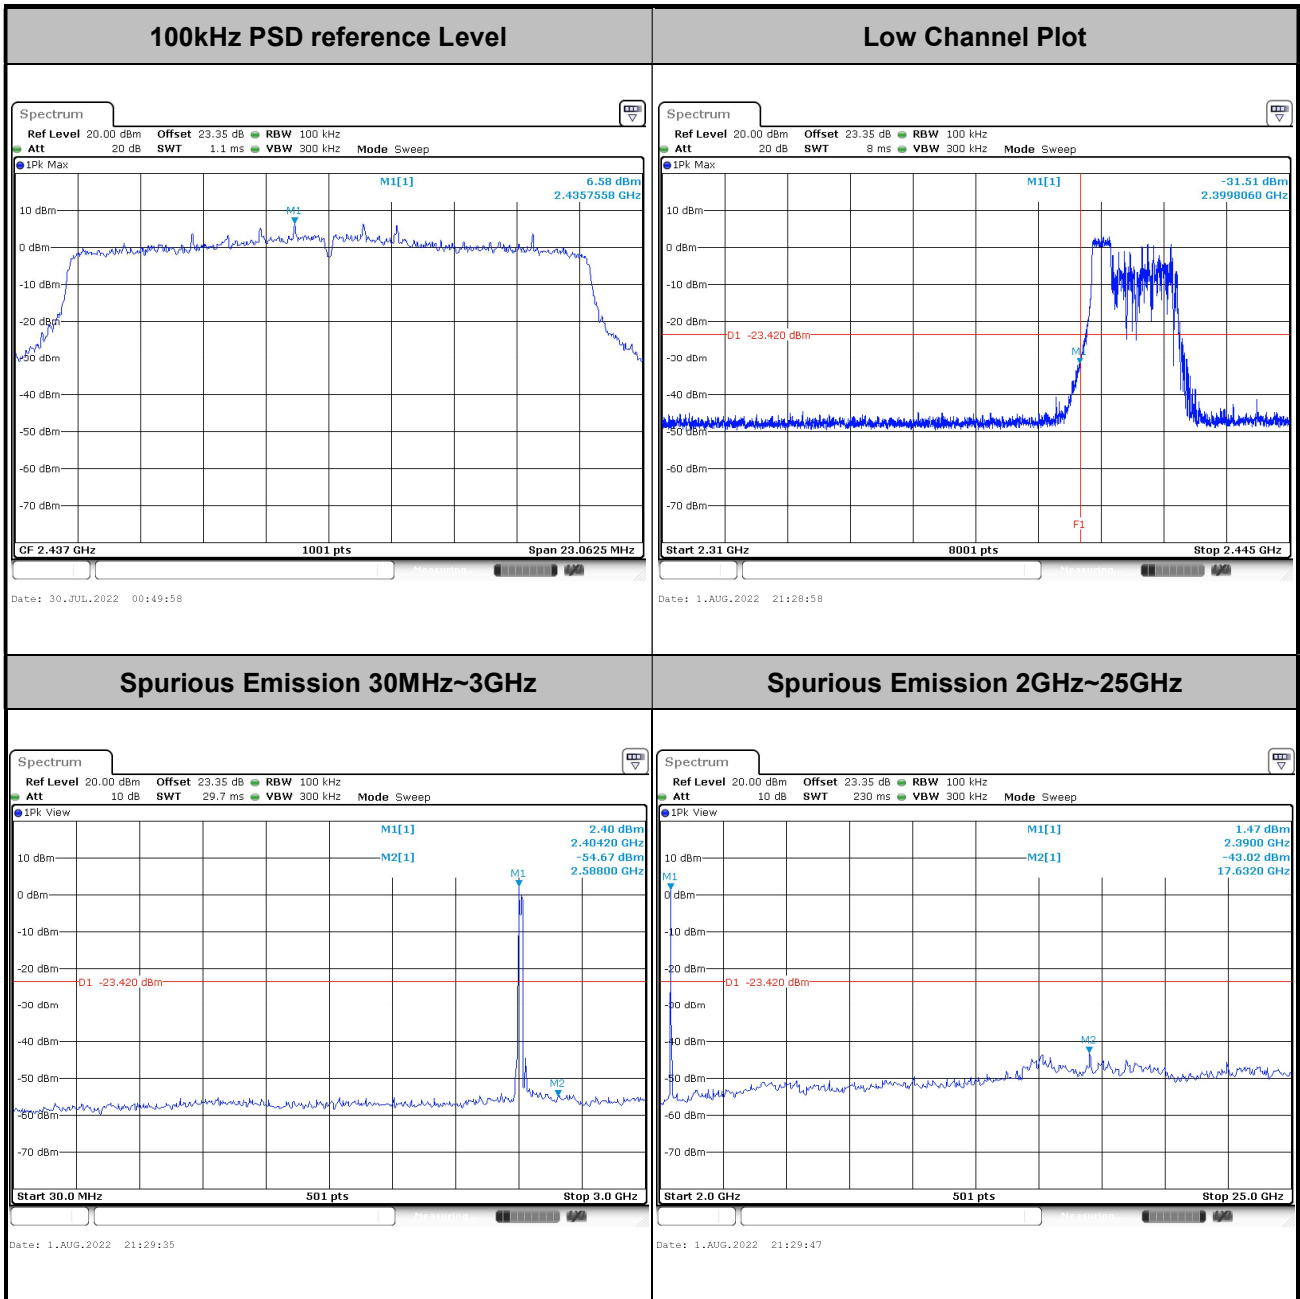 100kHz PSD reference Level
Spectrum
Ref Level 20.00 dBm Offset 23.35 dB RBW 100 kHz
Att 20 dB SWT 1.1 ms VBW 300 kHz Mode Sweep
1Pk Max
M1[1] 6.58 dBm
2.4357558 GHz
10 dBm
M1
0 dBm
-10 dBm
-20 dBm
-30 dBm
-40 dBm
-50 dBm
-60 dBm
-70 dBm
CF 2.437 GHz 1001 pts Span 23.0625 MHz
Measuring...
Date: 30.JUL.2022 00:49:58
Low Channel Plot
Spectrum
Ref Level 20.00 dBm Offset 23.35 dB RBW 100 kHz
Att 20 dB SWT 8 ms VBW 300 kHz Mode Sweep
1Pk Max
M1[1] -31.51 dBm
2.3998060 GHz
10 dBm
0 dBm
-10 dBm
-20 dBm
D1 -23.420 dBm
M1
-30 dBm
-40 dBm
-50 dBm
-60 dBm
-70 dBm
F1
Start 2.31 GHz 8001 pts Stop 2.445 GHz
Measuring...
Date: 1.AUG.2022 21:28:58
Spurious Emission 30MHz~3GHz
Spectrum
Ref Level 20.00 dBm Offset 23.35 dB RBW 100 kHz
Att 10 dB SWT 29.7 ms VBW 300 kHz Mode Sweep
1Pk View
M1[1] 2.40 dBm
2.40420 GHz
M2[1] -54.67 dBm
2.58800 GHz
10 dBm
M1
0 dBm
-10 dBm
-20 dBm
D1 -23.420 dBm
-30 dBm
-40 dBm
-50 dBm
M2
-60 dBm
-70 dBm
Start 30.0 MHz 501 pts Stop 3.0 GHz
Measuring...
Date: 1.AUG.2022 21:29:35
Spurious Emission 2GHz~25GHz
Spectrum
Ref Level 20.00 dBm Offset 23.35 dB RBW 100 kHz
Att 10 dB SWT 230 ms VBW 300 kHz Mode Sweep
1Pk View
M1[1] 1.47 dBm
2.3900 GHz
M2[1] -43.02 dBm
17.6320 GHz
10 dBm
M1
0 dBm
-10 dBm
-20 dBm
D1 -23.420 dBm
-30 dBm
-40 dBm
M2
-50 dBm
-60 dBm
-70 dBm
Start 2.0 GHz 501 pts Stop 25.0 GHz
Measuring...
Date: 1.AUG.2022 21:29:47